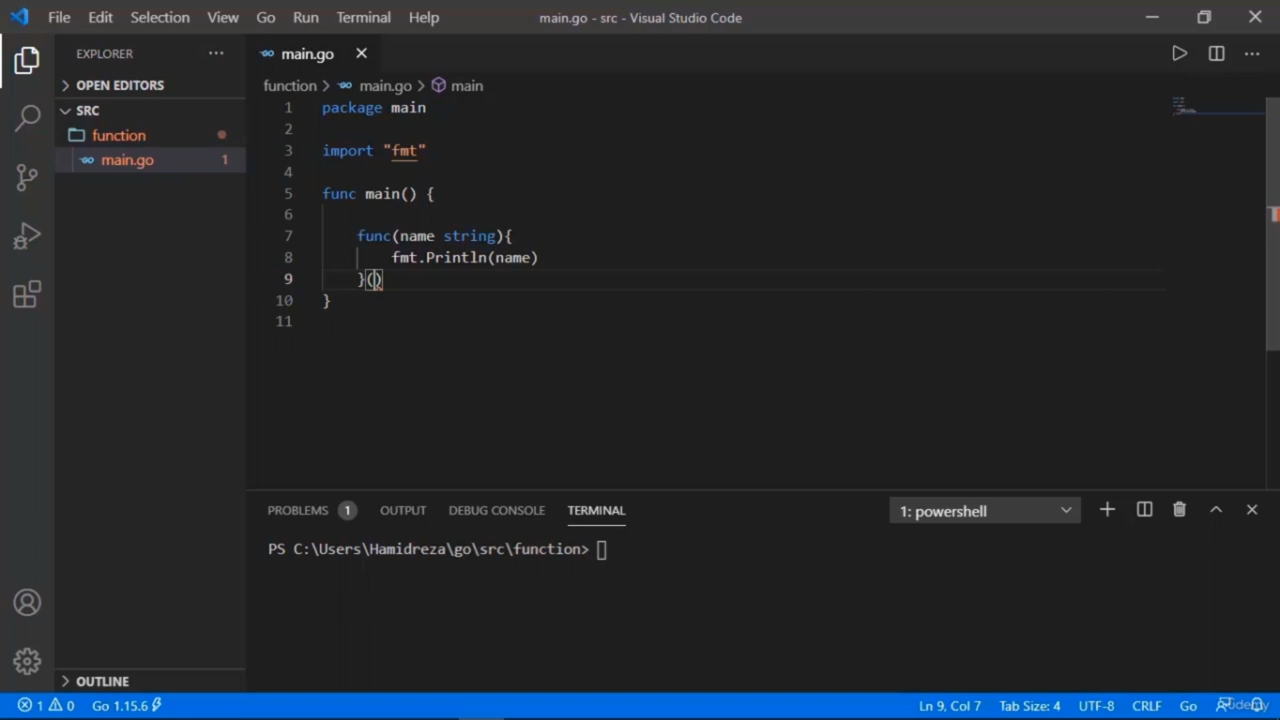 File Edit Selection View Go Run Terminal Help
main.go - src - Visual Studio Code
EXPLORER
OPEN EDITORS
SRC
function
main.go 1
OUTLINE
main.go
function > main.go > main
1 package main
2
3 import "fmt"
4
5 func main() {
6
7 func(name string){
8 fmt.Println(name)
9 }()
10 }
11
PROBLEMS 1 OUTPUT DEBUG CONSOLE TERMINAL
1: powershell
PS C:\Users\Hamidreza\go\src\function>
1 0 Go 1.15.6
Ln 9, Col 7 Tab Size: 4 UTF-8 CRLF Go